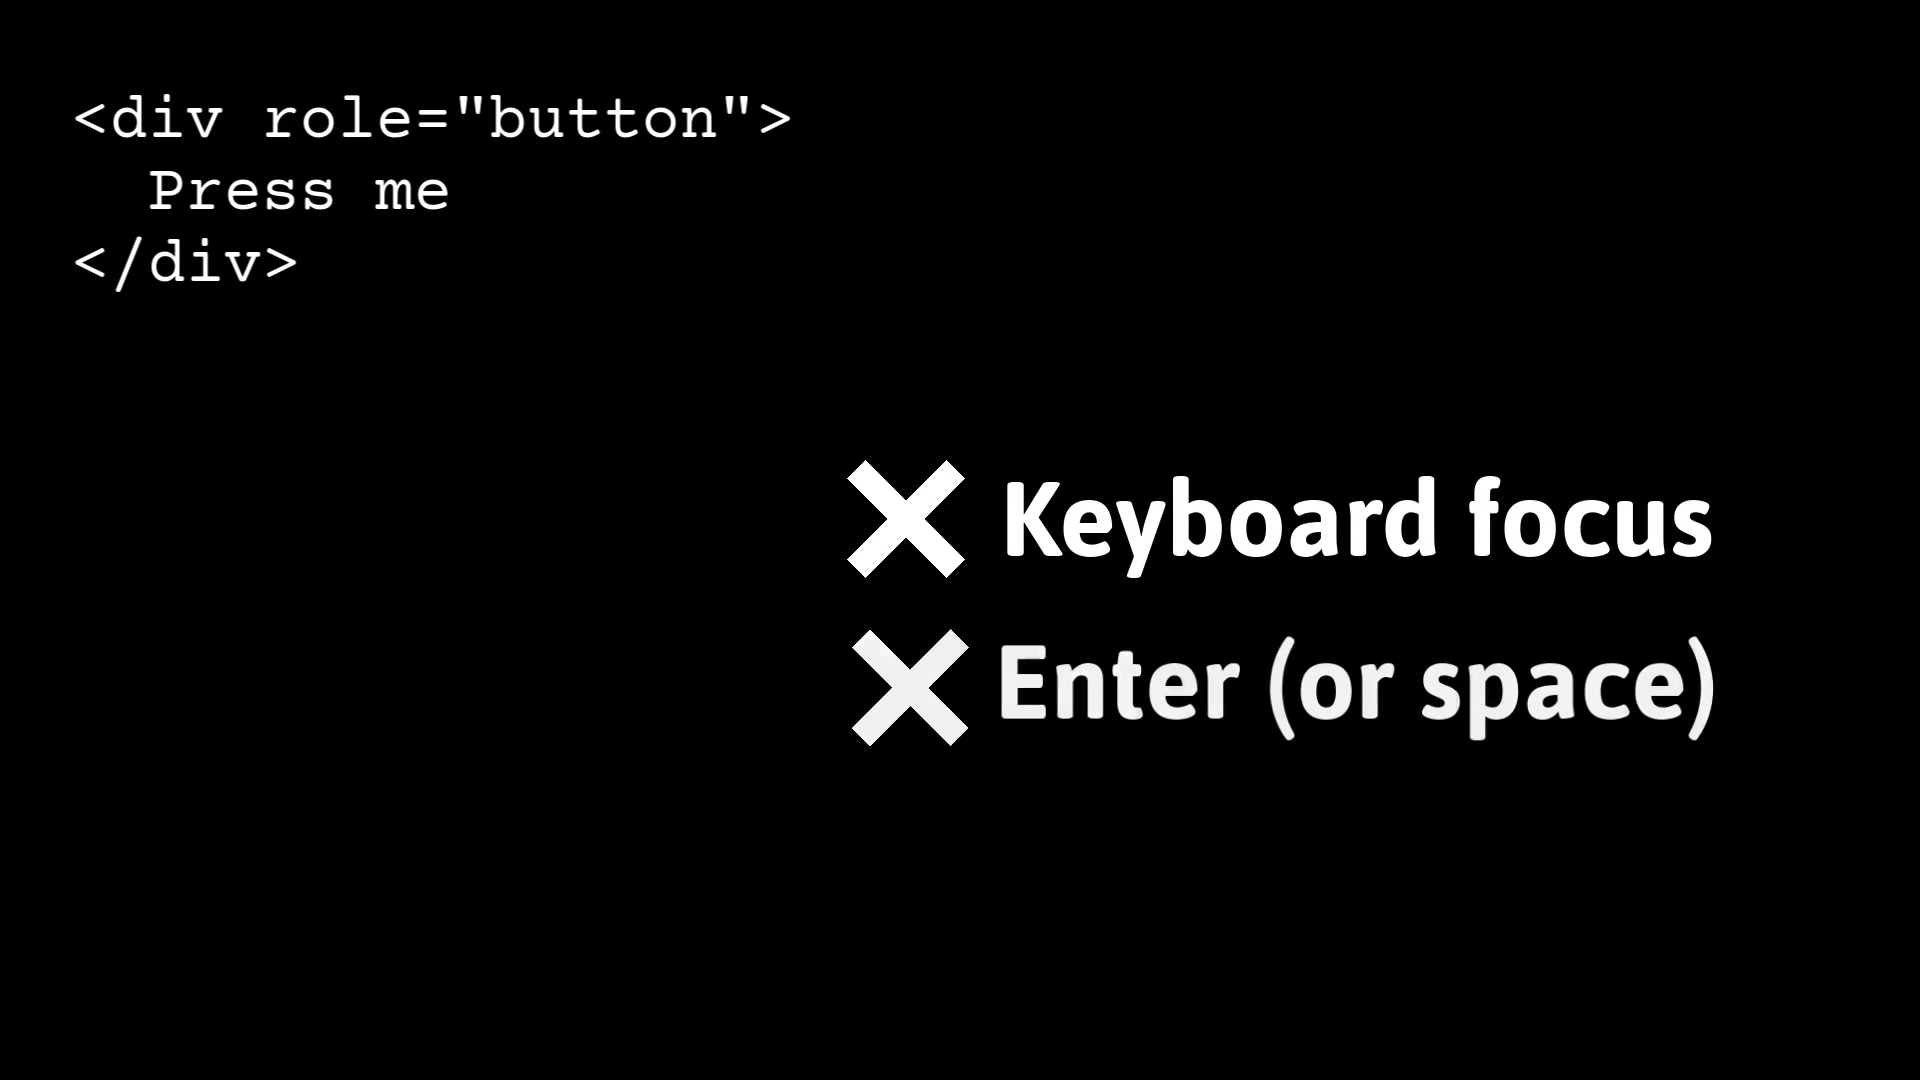 <div role="button">
  Press me
</div>
❌ Keyboard focus
❌ Enter (or space)